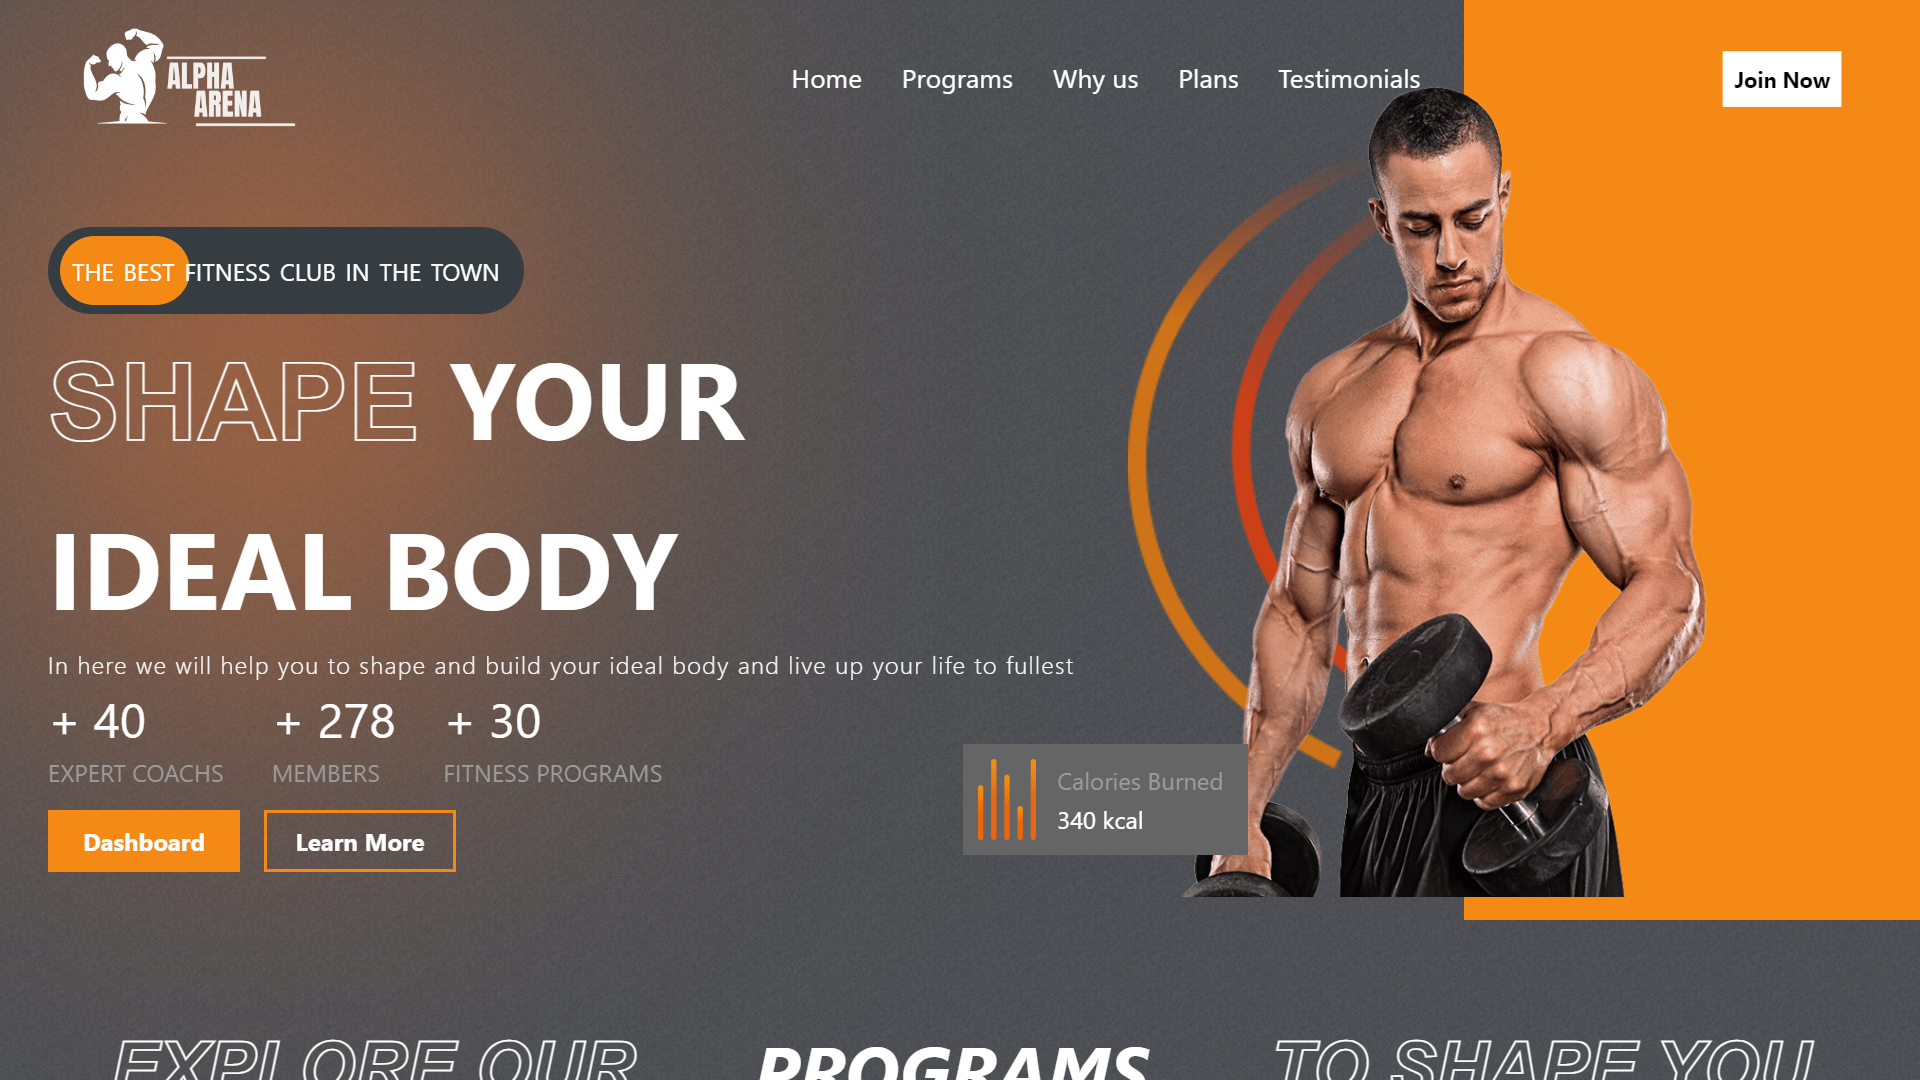 ALPHA
ARENA
Home Programs Why us Plans Testimonials Join Now
THE BEST FITNESS CLUB IN THE TOWN
SHAPE YOUR
IDEAL BODY
In here we will help you to shape and build your ideal body and live up your life to fullest
+ 40 + 278 + 30
EXPERT COACHS MEMBERS FITNESS PROGRAMS
Calories Burned
340 kcal
Dashboard Learn More
EXPLORE OUR PROGRAMS TO SHAPE YOU